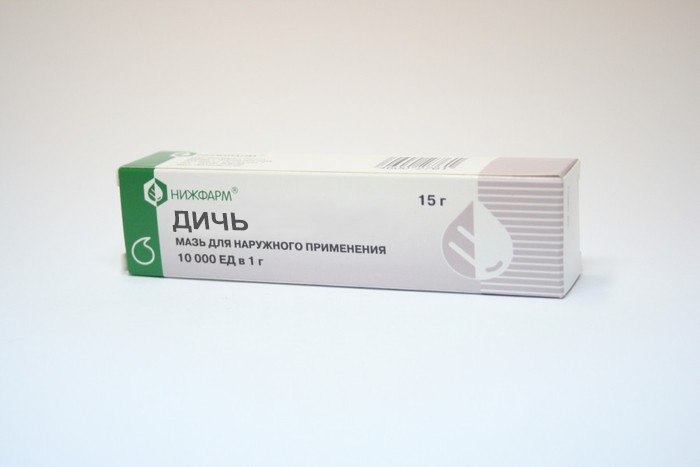 НИЖФАРМ®
15 г
ДИЧЬ
МАЗЬ ДЛЯ НАРУЖНОГО ПРИМЕНЕНИЯ
10 000 ЕД в 1 г